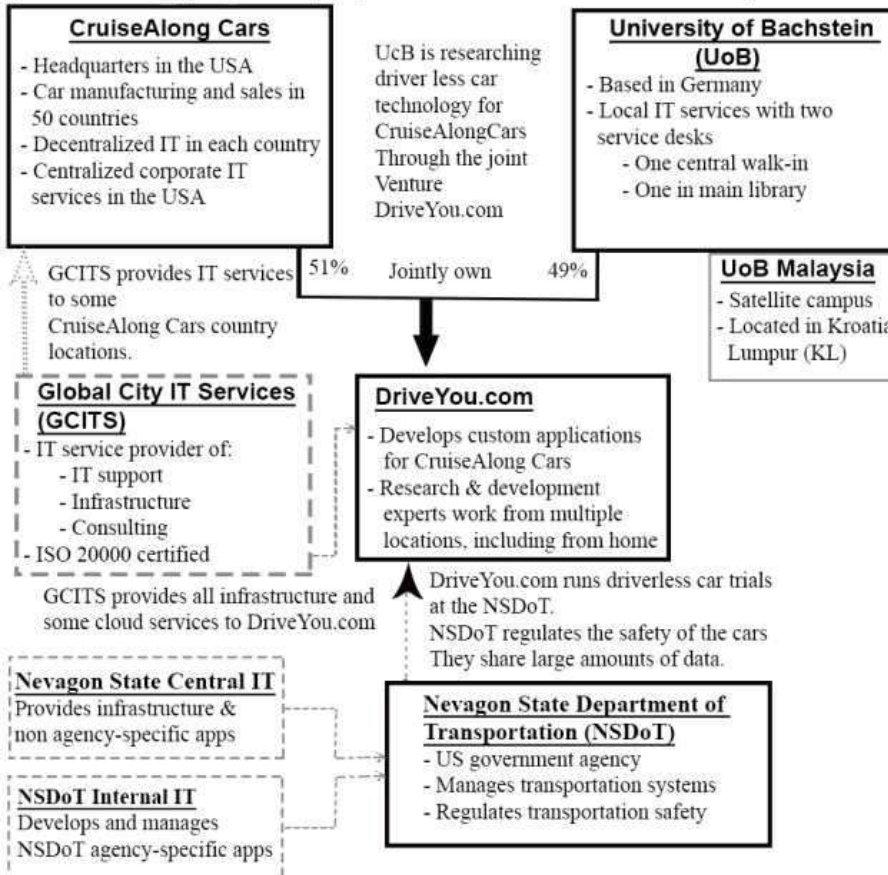 CruiseAlong Cars
- Headquarters in the USA
- Car manufacturing and sales in
50 countries
- Decentralized IT in each country
- Centralized corporate IT
services in the USA
UcB is researching
driver less car
technology for
CruiseAlongCars
Through the joint
Venture
DriveYou.com
University of Bachstein
(UoB)
- Based in Germany
- Local IT services with two
service desks
- One central walk-in
- One in main library
51%
Jointly own
49%
UoB Malaysia
- Satellite campus
- Located in Kroatia
Lumpur (KL)
GCITS provides IT services
to some
CruiseAlong Cars country
locations.
Global City IT Services
(GCITS)
- IT service provider of:
- IT support
- Infrastructure
- Consulting
- ISO 20000 certified
DriveYou.com
- Develops custom applications
for CruiseAlong Cars
- Research & development
experts work from multiple
locations, including from home
GCITS provides all infrastructure and
some cloud services to DriveYou.com
DriveYou.com runs driverless car trials
at the NSDoT.
NSDoT regulates the safety of the cars
They share large amounts of data.
Nevagon State Central IT
Provides infrastructure &
non agency-specific apps
NSDoT Internal IT
Develops and manages
NSDoT agency-specific apps
Nevagon State Department of
Transportation (NSDoT)
- US government agency
- Manages transportation systems
- Regulates transportation safety